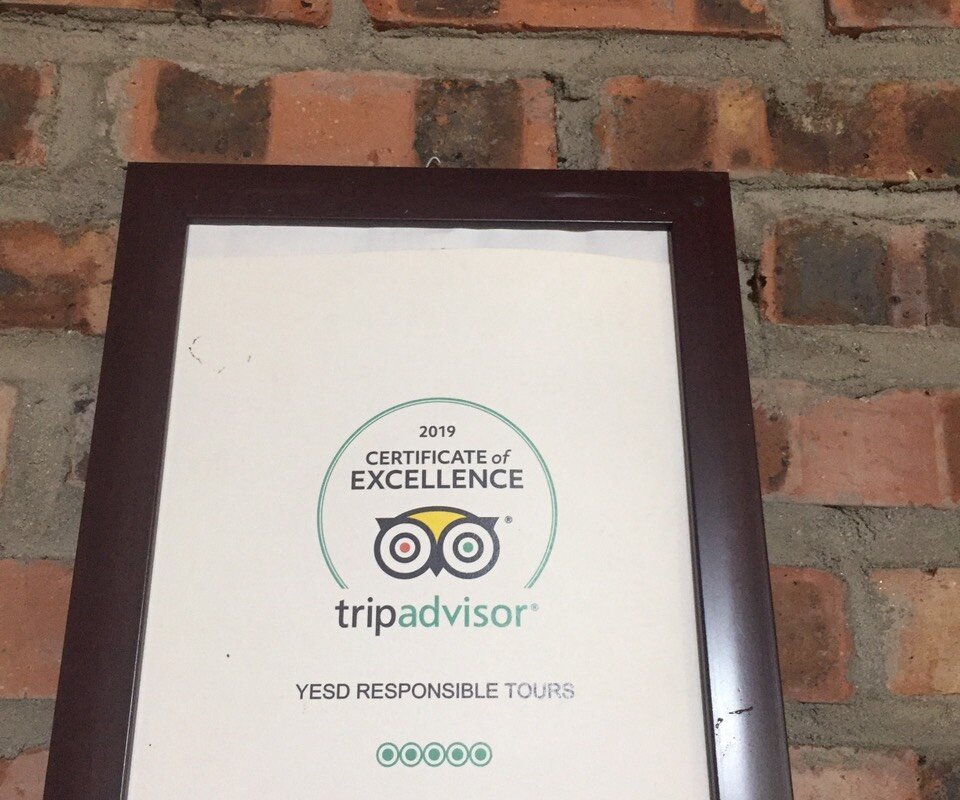 2019
CERTIFICATE of
EXCELLENCE
tripadvisor®
YESD RESPONSIBLE TOURS